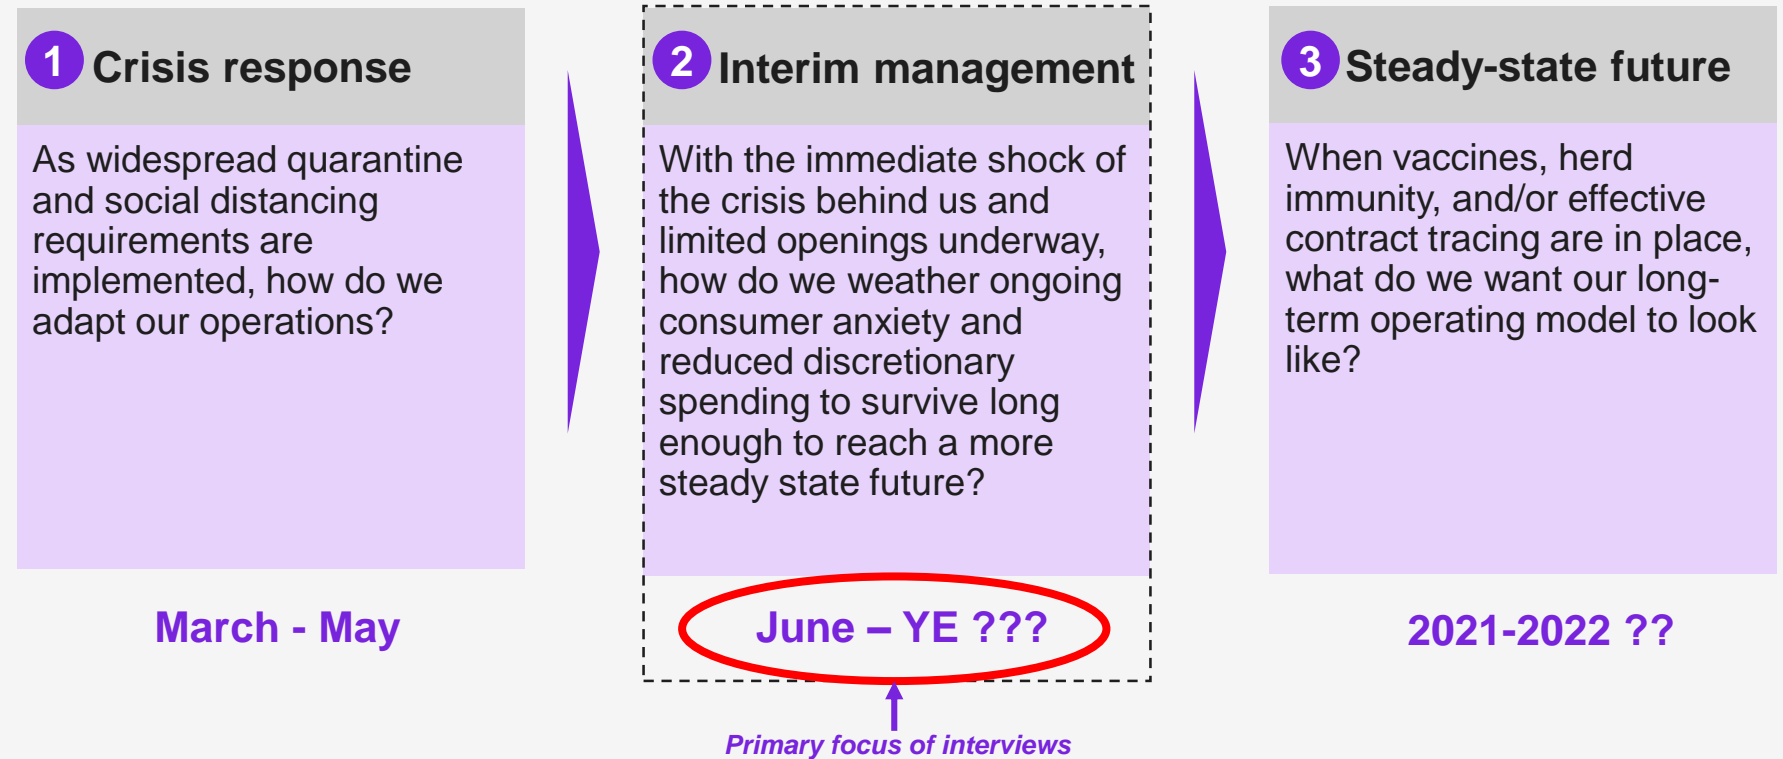 1 Crisis response
As widespread quarantine
and social distancing
requirements are
implemented, how do we
adapt our operations?
March - May
2 Interim management
With the immediate shock of
the crisis behind us and
limited openings underway,
how do we weather ongoing
consumer anxiety and
reduced discretionary
spending to survive long
enough to reach a more
steady state future?
June – YE ???
Primary focus of interviews
3 Steady-state future
When vaccines, herd
immunity, and/or effective
contract tracing are in place,
what do we want our long-
term operating model to look
like?
2021-2022 ??